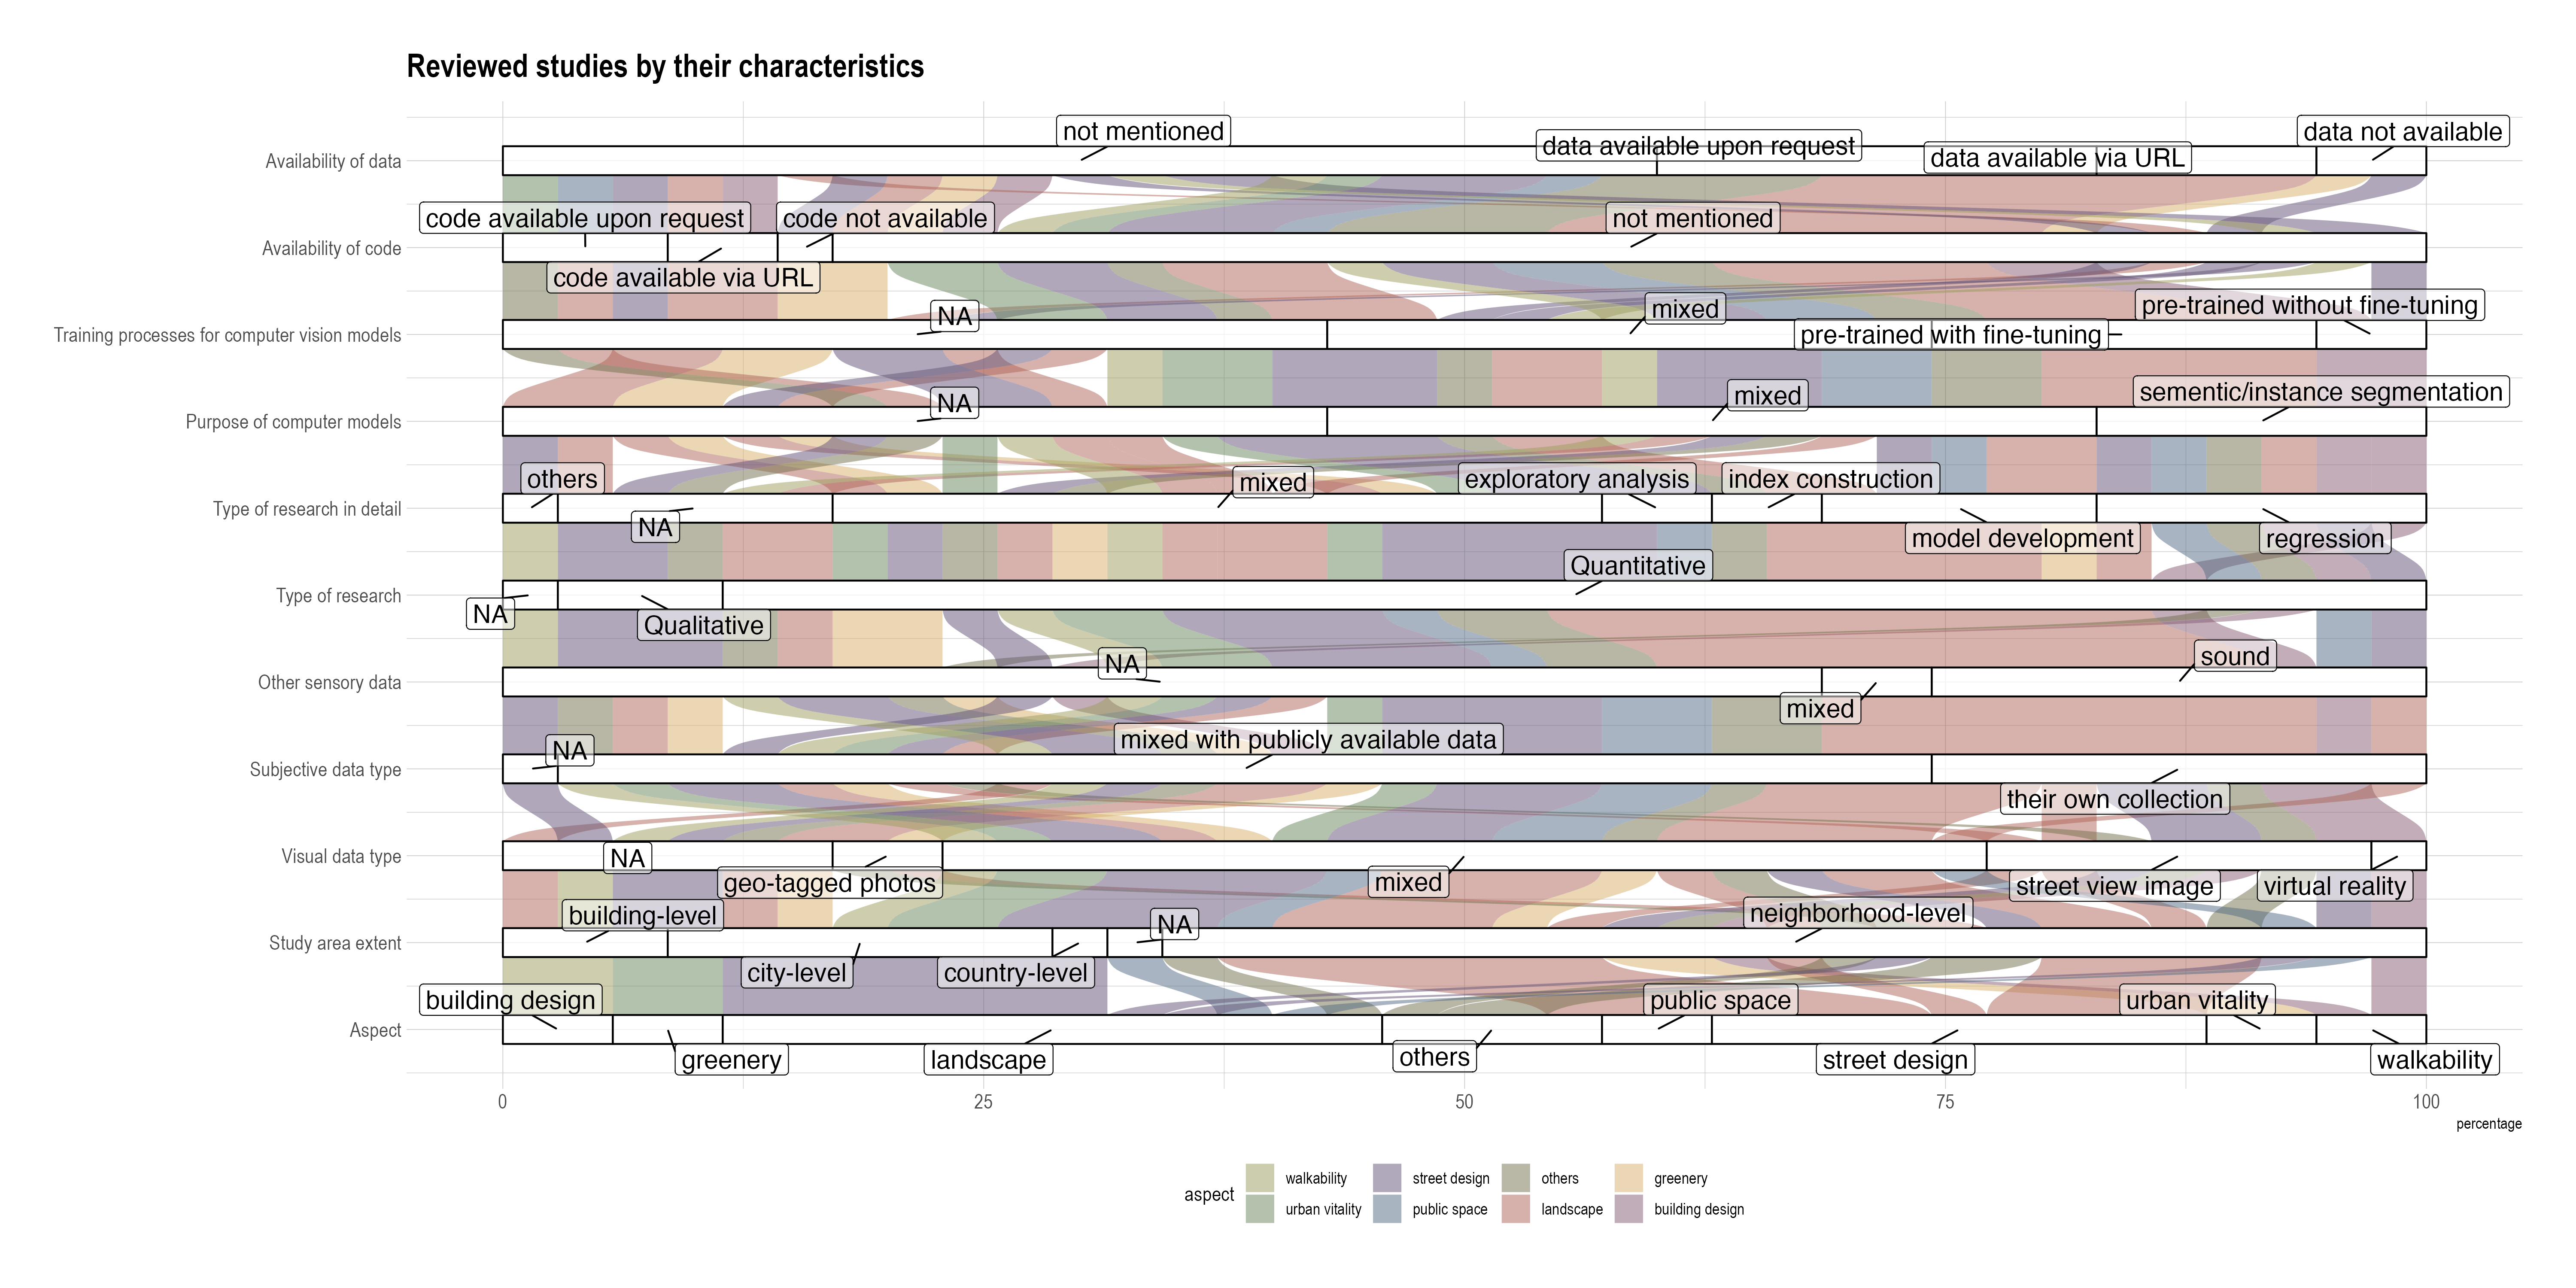 Reviewed studies by their characteristics
not mentioned
data available upon request
data available via URL
data not available
Availability of data
code available upon request
code not available
not mentioned
Availability of code
code available via URL
NA
mixed
pre-trained without fine-tuning
Training processes for computer vision models
pre-trained with fine-tuning
NA
mixed
sementic/instance segmentation
Purpose of computer models
others
mixed
exploratory analysis
index construction
Type of research in detail
NA
model development
regression
Quantitative
Type of research
NA
Qualitative
NA
sound
Other sensory data
mixed
NA
mixed with publicly available data
Subjective data type
their own collection
Visual data type
NA
geo-tagged photos
mixed
street view image
virtual reality
building-level
NA
neighborhood-level
Study area extent
city-level
country-level
building design
public space
urban vitality
Aspect
greenery
landscape
others
street design
walkability
0
25
50
75
100
percentage
aspect
walkability
street design
others
greenery
urban vitality
public space
landscape
building design